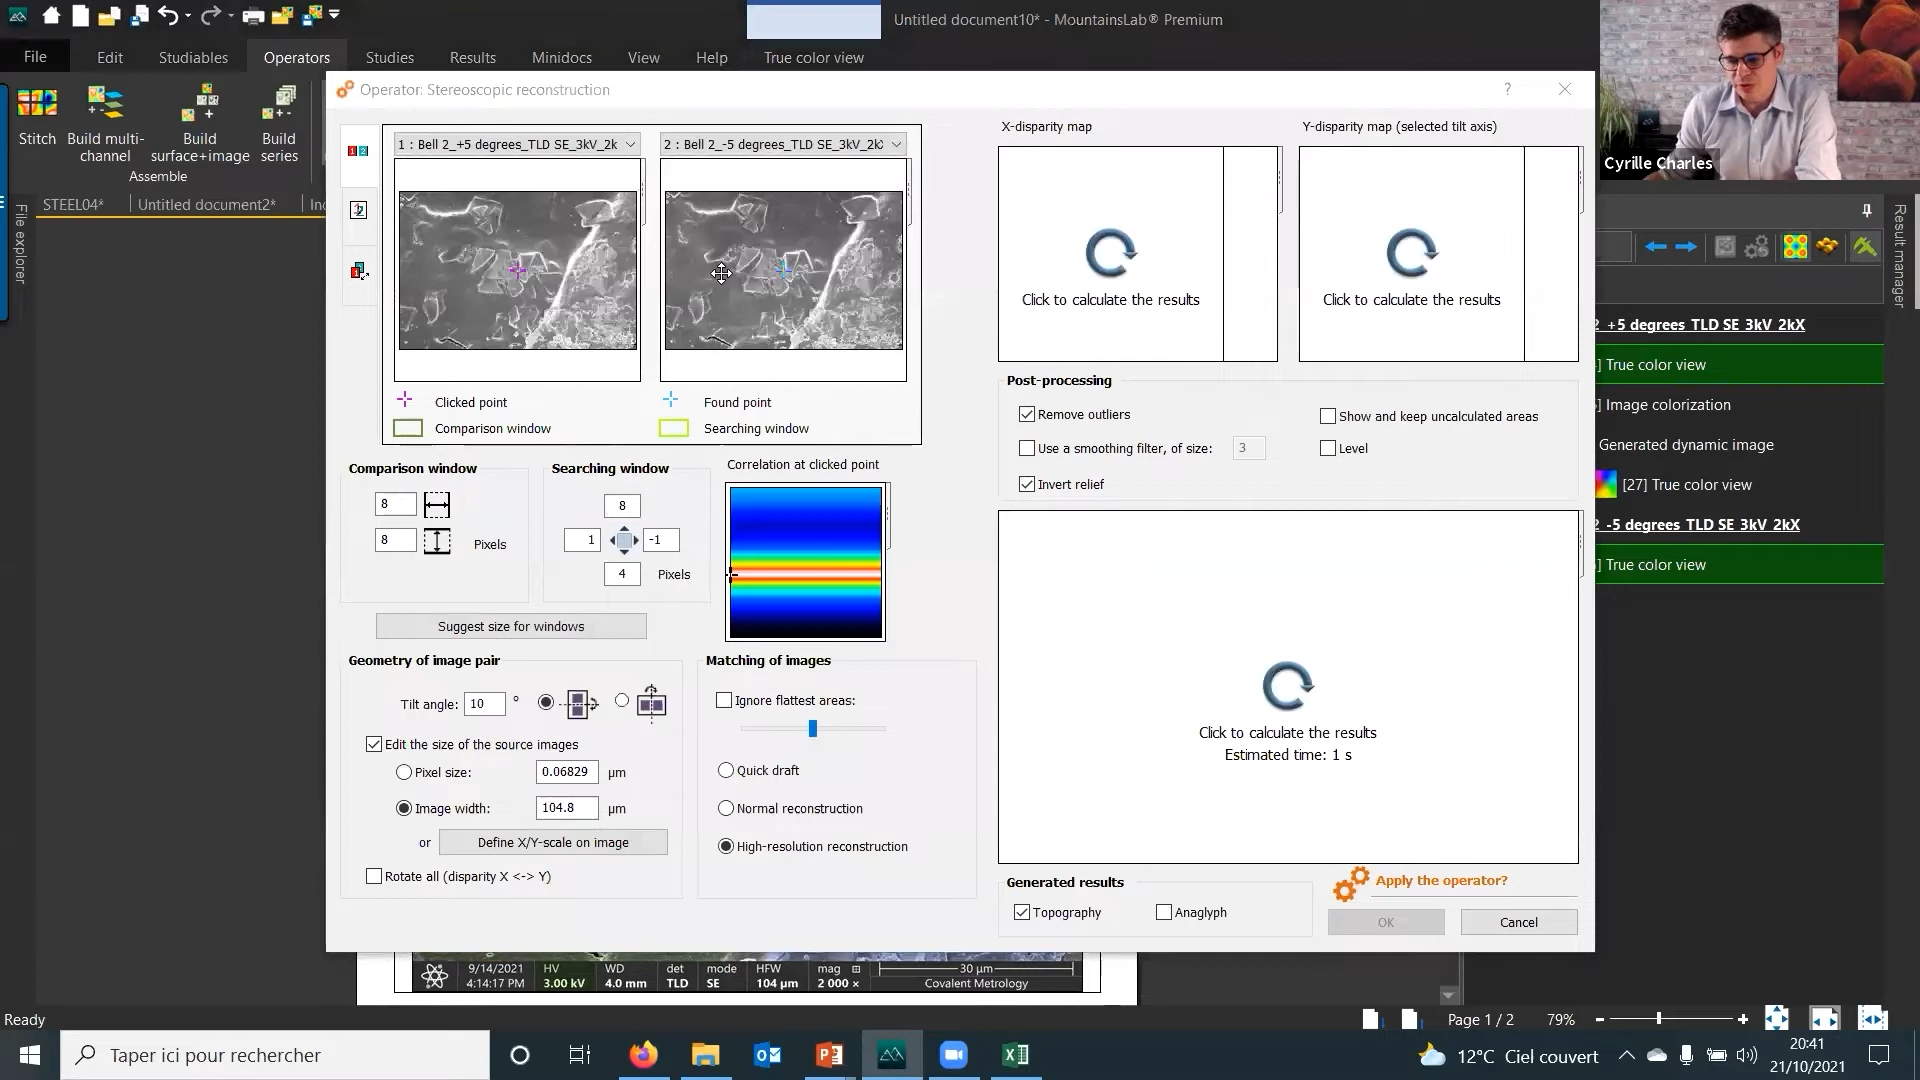 Untitled document10* - MountainsLab® Premium
File Edit Studiables Operators Studies Results Minidocs View Help True color view
Stitch
Build multi-channel
Build surface+image
Build series
Assemble
STEEL04*
Untitled document2*
File explorer
Operator: Stereoscopic reconstruction
?
1 : Bell 2_+5 degrees_TLD SE_3kV_2k
2 : Bell 2_-5 degrees_TLD SE_3kV_2k
Clicked point
Found point
Comparison window
Searching window
Comparison window
8
8
Pixels
Searching window
8
1
-1
4
Pixels
Correlation at clicked point
Suggest size for windows
Geometry of image pair
Tilt angle: 10 °
Edit the size of the source images
Pixel size: 0.06829 µm
Image width: 104.8 µm
or Define X/Y-scale on image
Rotate all (disparity X <-> Y)
Matching of images
Ignore flattest areas:
Quick draft
Normal reconstruction
High-resolution reconstruction
X-disparity map
Y-disparity map (selected tilt axis)
Click to calculate the results
Click to calculate the results
Post-processing
Remove outliers
Show and keep uncalculated areas
Use a smoothing filter, of size: 3
Level
Invert relief
Click to calculate the results
Estimated time: 1 s
Generated results
Topography
Anaglyph
Apply the operator?
OK
Cancel
Cyrille Charles
Result manager
2_+5 degrees_TLD SE_3kV_2kX
] True color view
] Image colorization
Generated dynamic image
[27] True color view
2_-5 degrees_TLD SE_3kV_2kX
] True color view
9/14/2021 HV WD det mode HFW mag 30 µm
4:14:17 PM 3.00 kV 4.0 mm TLD SE 104 µm 2 000 × Covalent Metrology
Ready
Page 1 / 2
79%
Taper ici pour rechercher
12°C Ciel couvert
20:41
21/10/2021